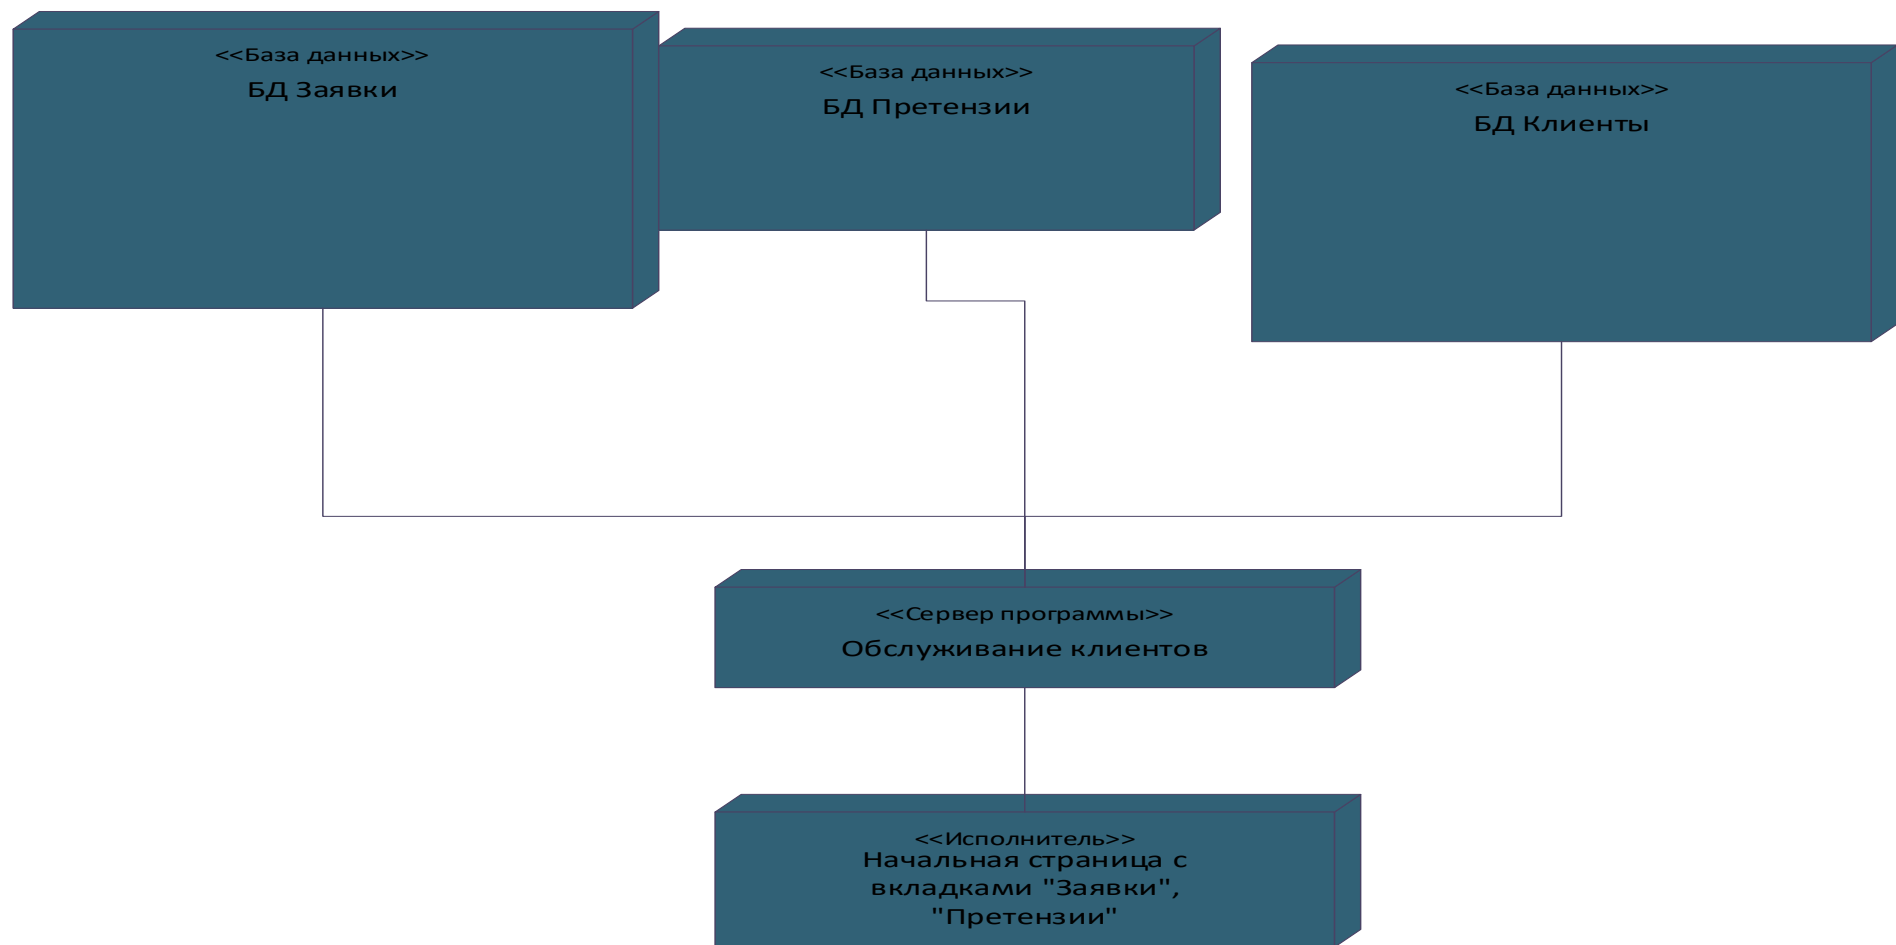 <<База данных>>
БД Заявки
<<База данных>>
БД Претензии
<<База данных>>
БД Клиенты
<<Сервер программы>>
Обслуживание клиентов
<<Исполнитель>>
Начальная страница с
вкладками "Заявки",
"Претензии"